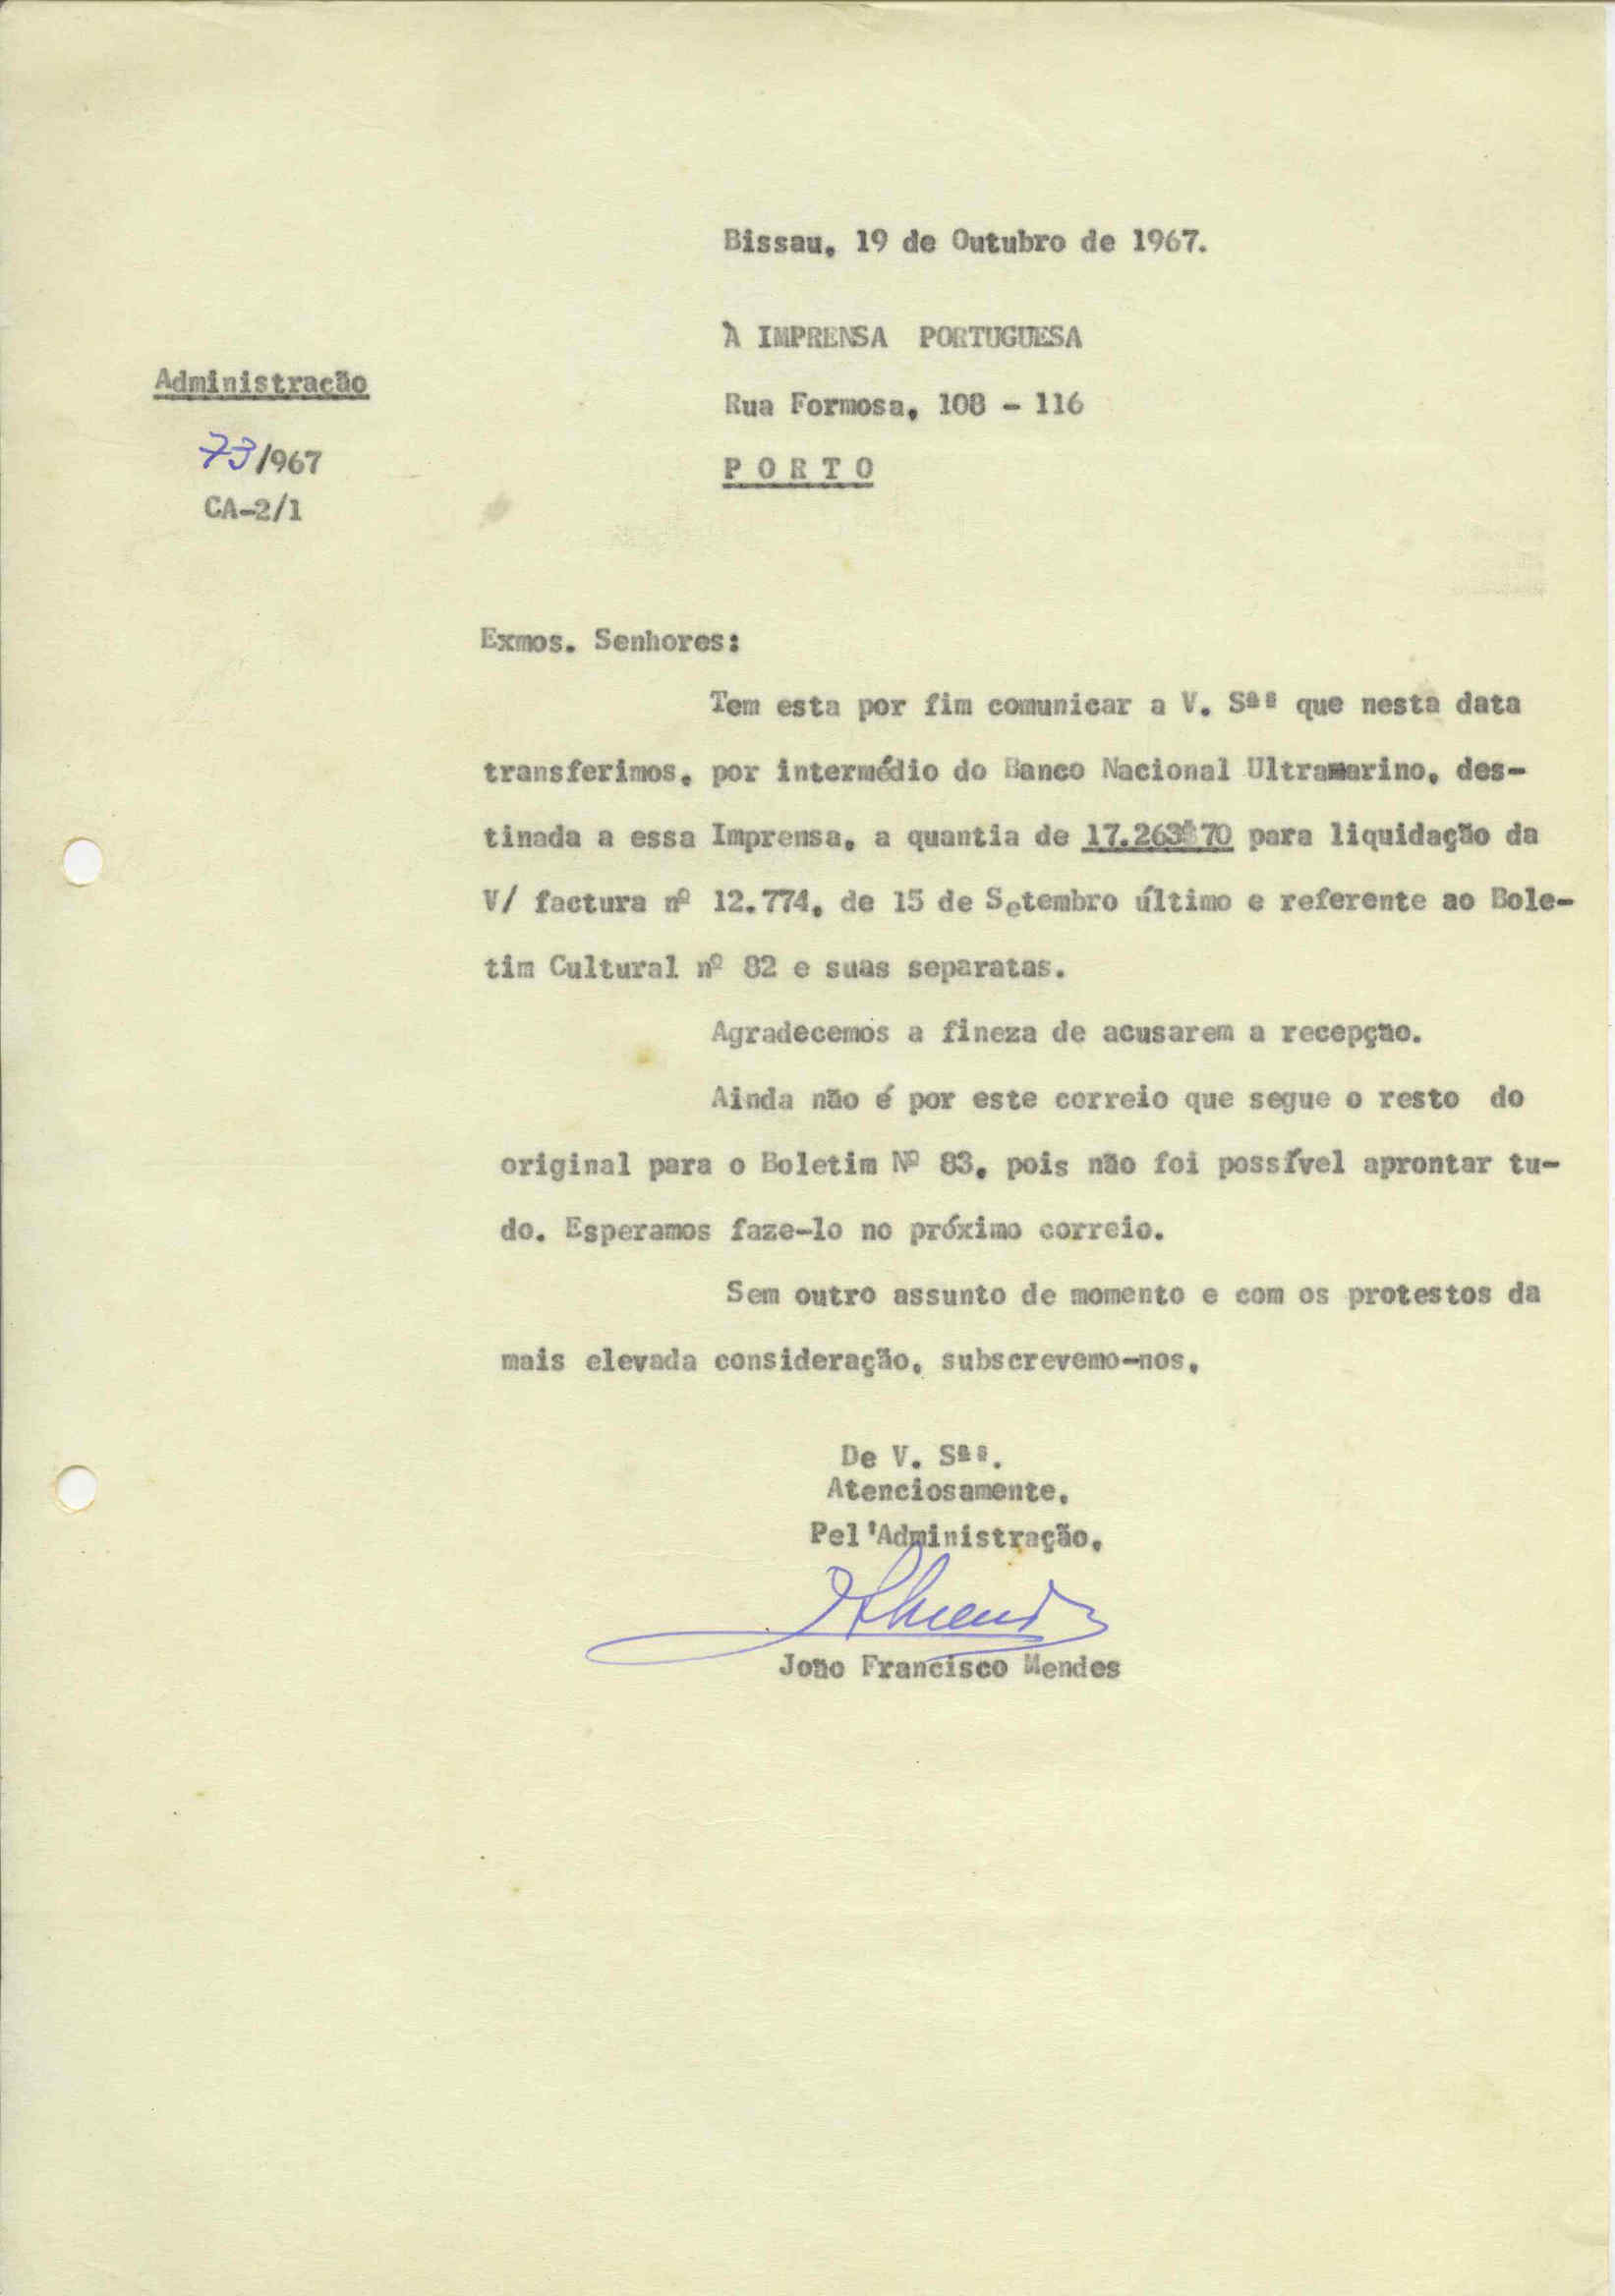 Bissau, 19 de Outubro de 1967.
À IMPRENSA PORTUGUESA
Administração
Rua Formosa, 108 - 116
73/967
PORTO
CA-2/1
Exmos. Senhores:
Tem esta por fim comunicar a V. Sªˢ que nesta data
transferimos, por intermédio do Banco Nacional Ultramarino, des-
tinada a essa Imprensa, a quantia de 17.263$70 para liquidação da
V/ factura nº 12.774, de 15 de Setembro último e referente ao Bole-
tim Cultural nº 82 e suas separatas.
Agradecemos a fineza de acusarem a recepção.
Ainda não é por este correio que segue o resto do
original para o Boletim Nº 83, pois não foi possível aprontar tu-
do. Esperamos faze-lo no próximo correio.
Sem outro assunto de momento e com os protestos da
mais elevada consideração, subscrevemo-nos,
De V. Sªˢ.
Atenciosamente,
Pel'Administração,
João Francisco Mendes